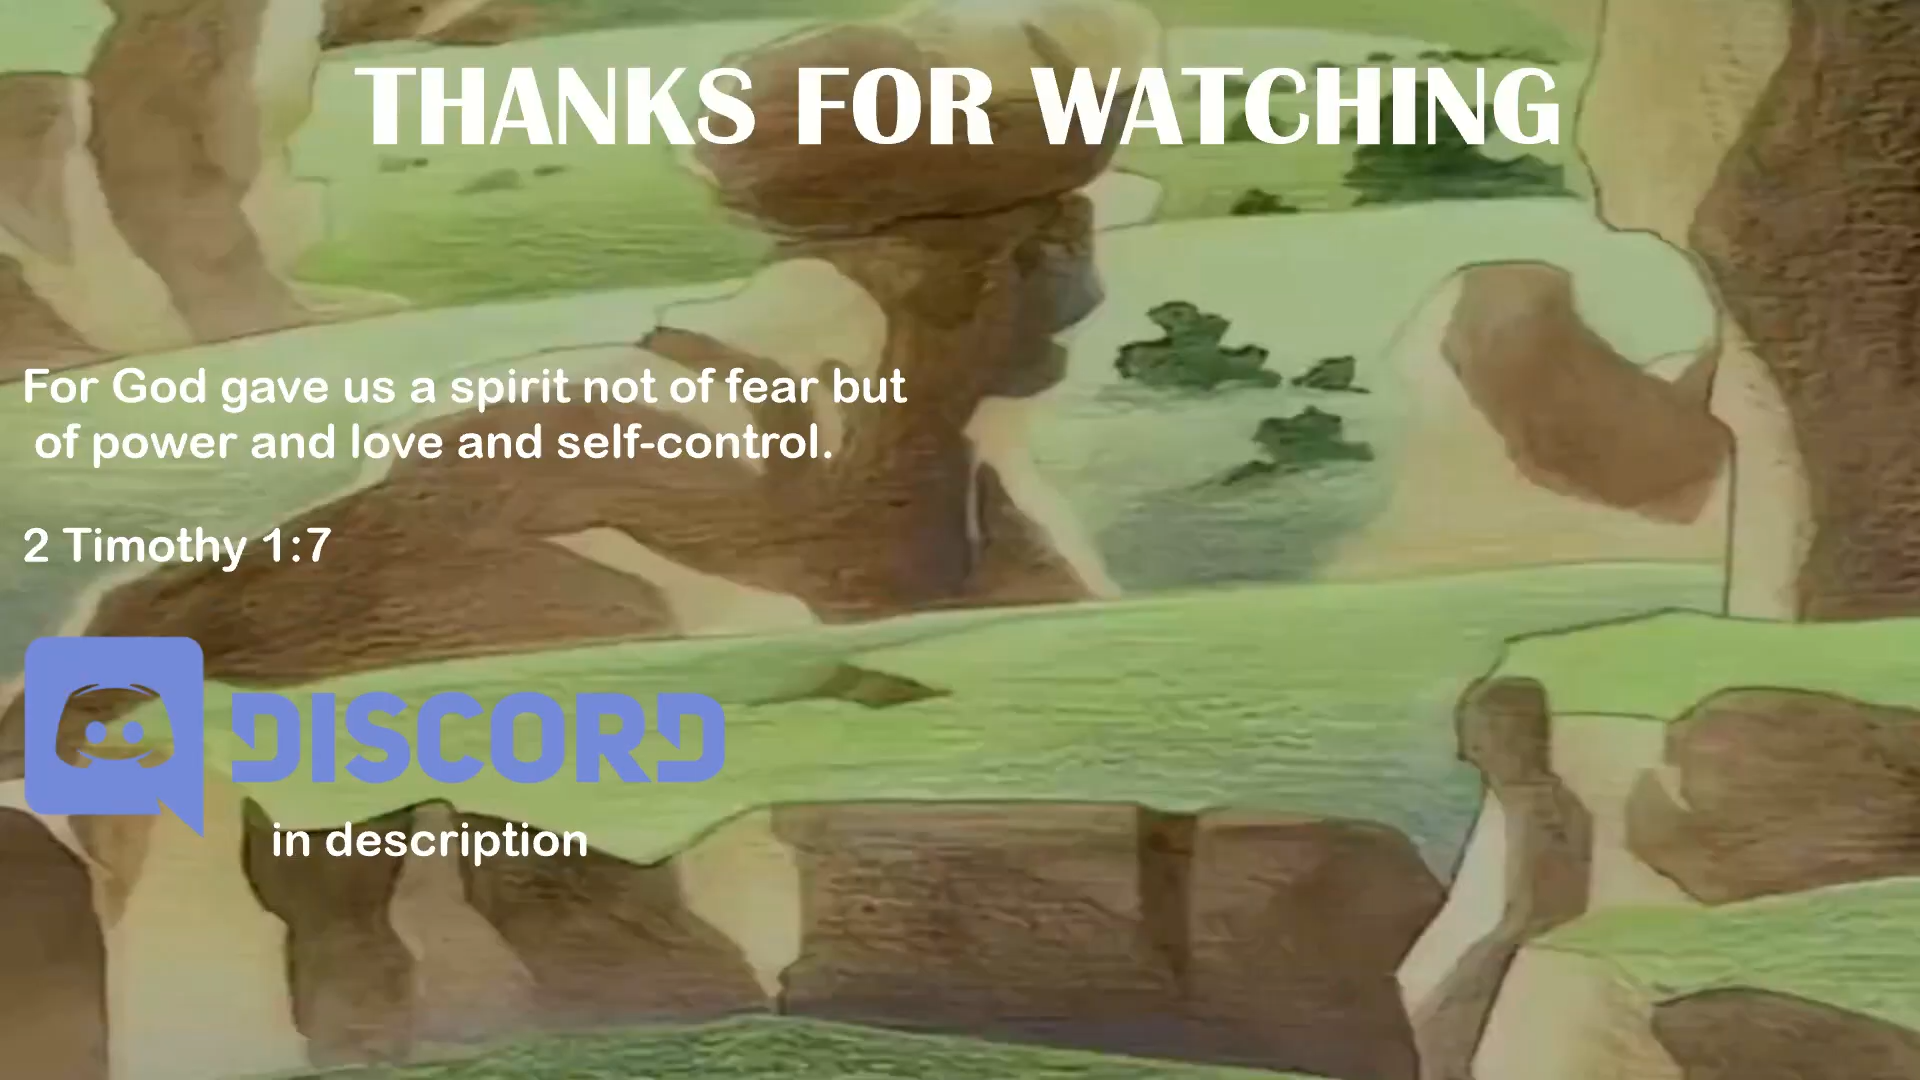 THANKS FOR WATCHING
For God gave us a spirit not of fear but
of power and love and self-control.
2 Timothy 1:7
DISCORD
in description